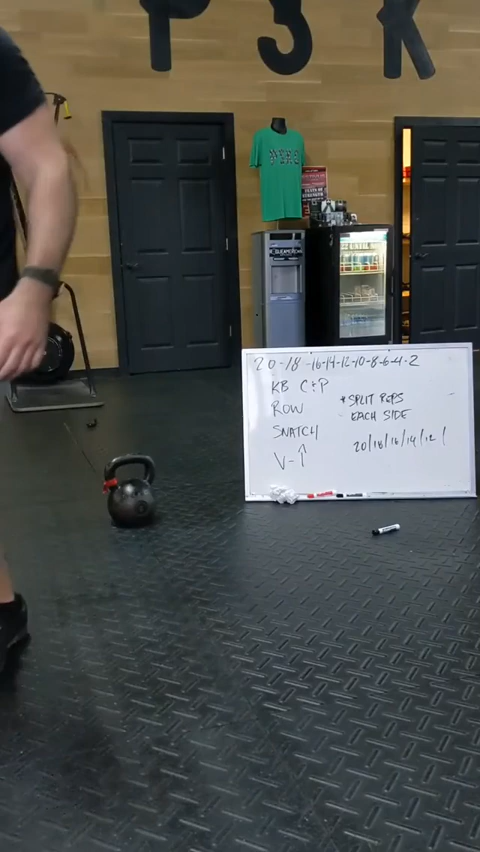 PSK
20-18-16-14-12-10-8-6-4-2
KB C+P
ROW
SNATCH
V-↑
*SPLIT REPS
- EACH SIDE
20/18/16/14/12/